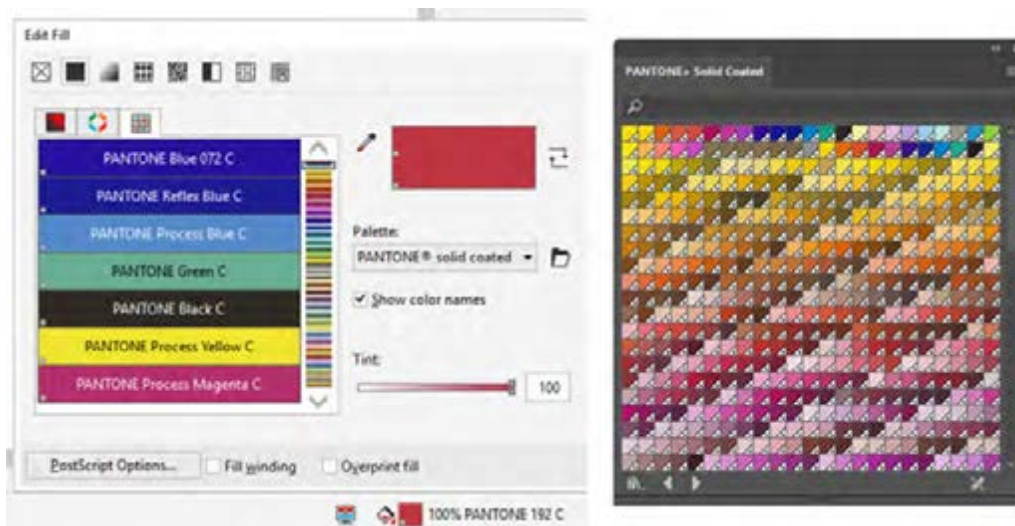 Edit Fill
PANTONE Blue 072 C
PANTONE Reflex Blue C
PANTONE Process Blue C
PANTONE Green C
PANTONE Black C
PANTONE Process Yellow C
PANTONE Process Magenta C
Palette:
PANTONE® solid coated
Show color names
Tint:
100
PostScript Options...
Fill winding
Overprint fill
100% PANTONE 192 C
PANTONE+ Solid Coated